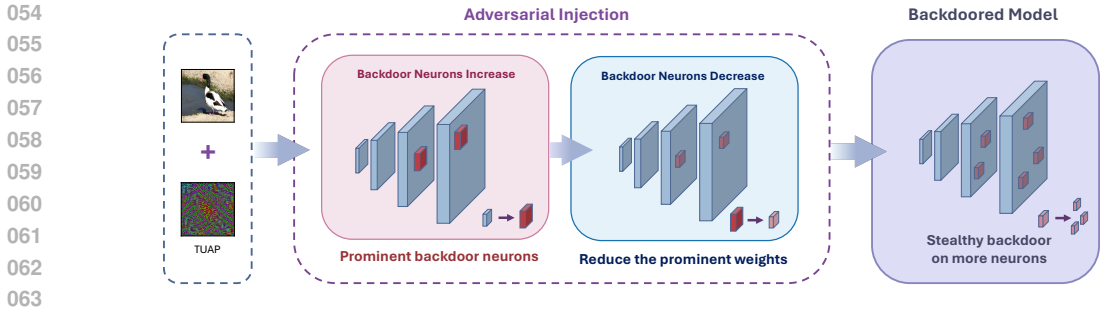 054
055
056
057
058
059
060
061
062
063
Adversarial Injection
Backdoored Model
Backdoor Neurons Increase
Backdoor Neurons Decrease
+
TUAP
Prominent backdoor neurons
Reduce the prominent weights
Stealthy backdoor
on more neurons